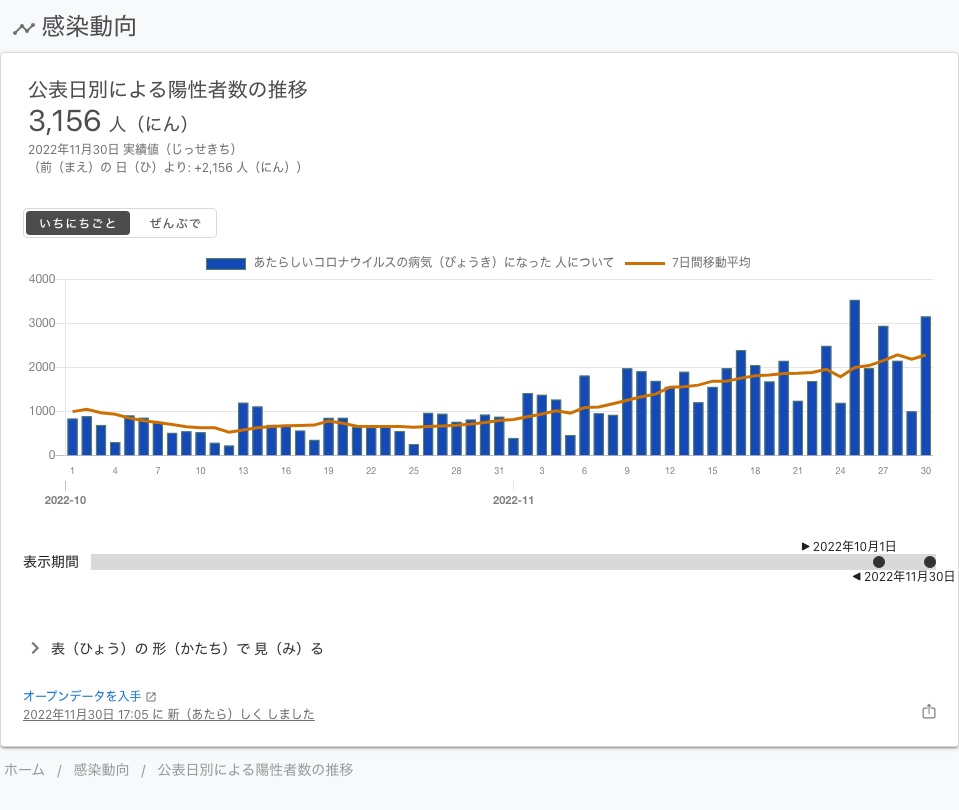 感染動向
公表日別による陽性者数の推移
3,156 人（にん）
2022年11月30日 実績値（じっせきち）
（前（まえ）の 日（ひ）より: +2,156 人（にん））
いちにちごと ぜんぶで
あたらしいコロナウイルスの病気（びょうき）になった 人について 7日間移動平均
4000
3000
2000
1000
0
1 4 7 10 13 16 19 22 25 28 31 3 6 9 12 15 18 21 24 27 30
2022-10 2022-11
2022年10月1日
表示期間
2022年11月30日
表（ひょう）の 形（かたち）で 見（み）る
オープンデータを入手
2022年11月30日 17:05 に 新（あたら）しく しました
ホーム / 感染動向 / 公表日別による陽性者数の推移